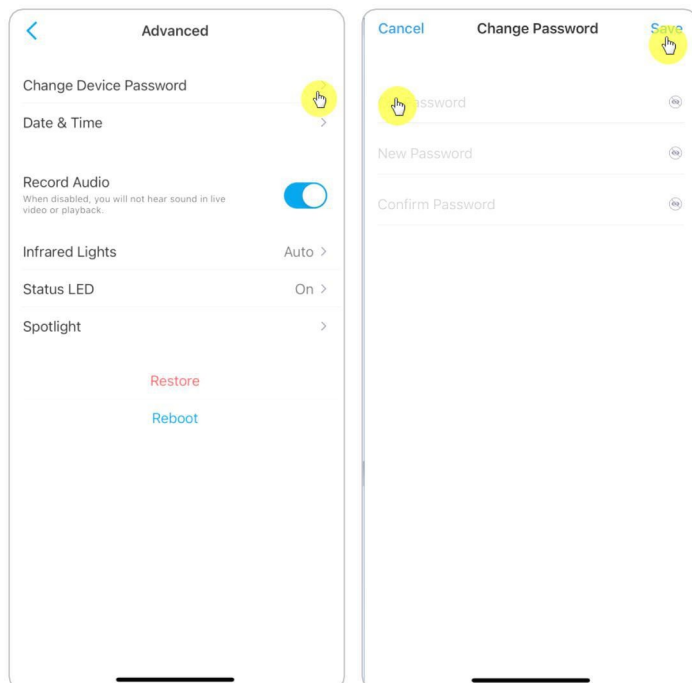 Advanced
Change Device Password
Date & Time
Record Audio
When disabled, you will not hear sound in live
video or playback.
Infrared Lights
Auto
Status LED
On
Spotlight
Restore
Reboot
Cancel
Change Password
Save
assword
New Password
Confirm Password